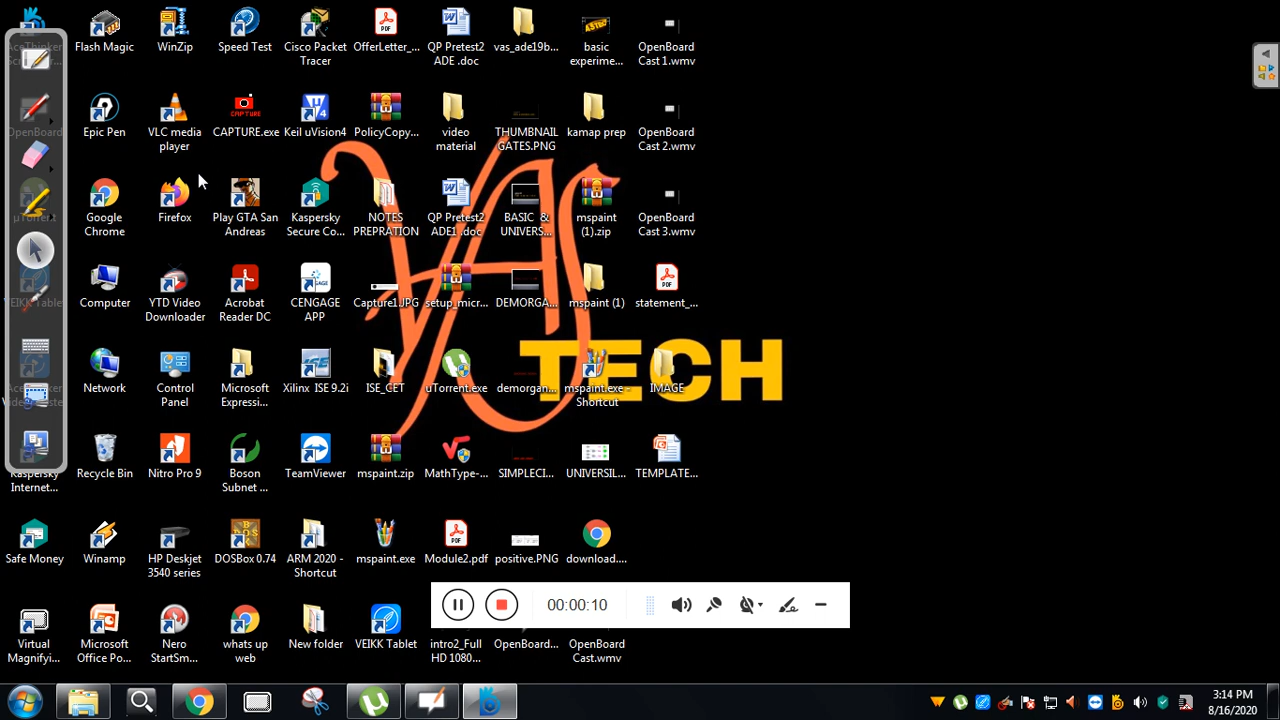 Flash Magic
WinZip
Speed Test
Cisco Packet
Tracer
OfferLetter_...
QP Pretest2
ADE .doc
vas_ade19b...
basic
experime...
OpenBoard
Cast 1.wmv
Epic Pen
VLC media
player
CAPTURE
CAPTURE.exe
Keil uVision4
PolicyCopy...
video
material
THUMBNAIL
GATES.PNG
kamap prep
OpenBoard
Cast 2.wmv
Google
Chrome
Firefox
Play GTA San
Andreas
Kaspersky
Secure Co...
NOTES
PREPRATION
QP Pretest2
ADE1 .doc
BASIC &
UNIVERS...
mspaint
(1).zip
OpenBoard
Cast 3.wmv
Computer
YTD Video
Downloader
Acrobat
Reader DC
CENGAGE
APP
Capture1.JPG
setup_micr...
DEMORGA...
mspaint (1)
statement_...
VAS
TECH
Network
Control
Panel
Microsoft
Expressi...
Xilinx ISE 9.2i
ISE_CET
uTorrent.exe
demorgan...
mspaint.exe -
Shortcut
IMAGE
Kaspersky
Internet...
Recycle Bin
Nitro Pro 9
Boson
Subnet ...
TeamViewer
mspaint.zip
MathType-...
SIMPLECI...
UNIVERSIL...
TEMPLATE...
Safe Money
Winamp
HP Deskjet
3540 series
DOSBox 0.74
ARM 2020 -
Shortcut
mspaint.exe
Module2.pdf
positive.PNG
download....
00:00:10
Virtual
Magnifyi...
Microsoft
Office Po...
Nero
StartSm...
whats up
web
New folder
VEIKK Tablet
intro2_Full
HD 1080...
OpenBoard...
OpenBoard
Cast.wmv
3:14 PM
8/16/2020